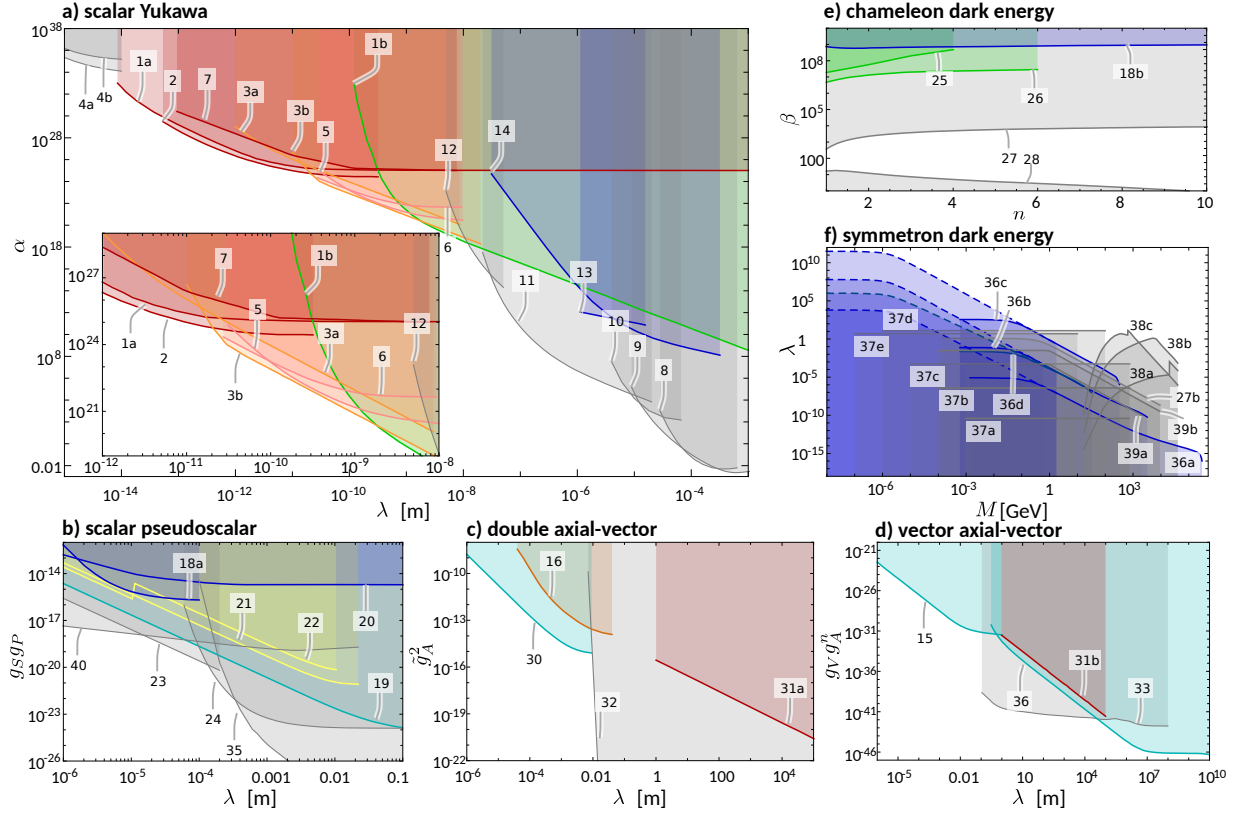 a) scalar Yukawa
10^38
10^28
10^18
10^8
0.01
α
10^-14
10^-12
10^-10
10^-8
10^-6
10^-4
λ [m]
4a
4b
1a
2
7
3a
3b
5
1b
12
14
6
11
13
10
9
8
10^27
10^24
10^21
10^-12
10^-11
10^-10
10^-9
10^-8
7
1b
5
3a
12
1a
2
6
3b
e) chameleon dark energy
10^8
10^5
100
β
2
4
6
8
10
n
25
26
18b
27
28
f) symmetron dark energy
10^10
10^5
1
10^-5
10^-10
10^-15
λ
10^-6
10^-3
1
10^3
M [GeV]
36c
36b
37d
37e
38c
38b
38a
37c
37b
36d
27b
37a
39b
39a
36a
b) scalar pseudoscalar
10^-14
10^-17
10^-20
10^-23
10^-26
g_S g_P
10^-6
10^-5
10^-4
0.001
0.01
0.1
λ [m]
18a
21
22
20
40
23
19
24
35
c) double axial-vector
10^-10
10^-13
10^-16
10^-19
10^-22
g̃_A^2
10^-6
10^-4
0.01
1
100
10^4
λ [m]
16
30
32
31a
d) vector axial-vector
10^-21
10^-26
10^-31
10^-36
10^-41
10^-46
g_V g_A^n
10^-5
0.01
10
10^4
10^7
10^10
λ [m]
15
31b
36
33